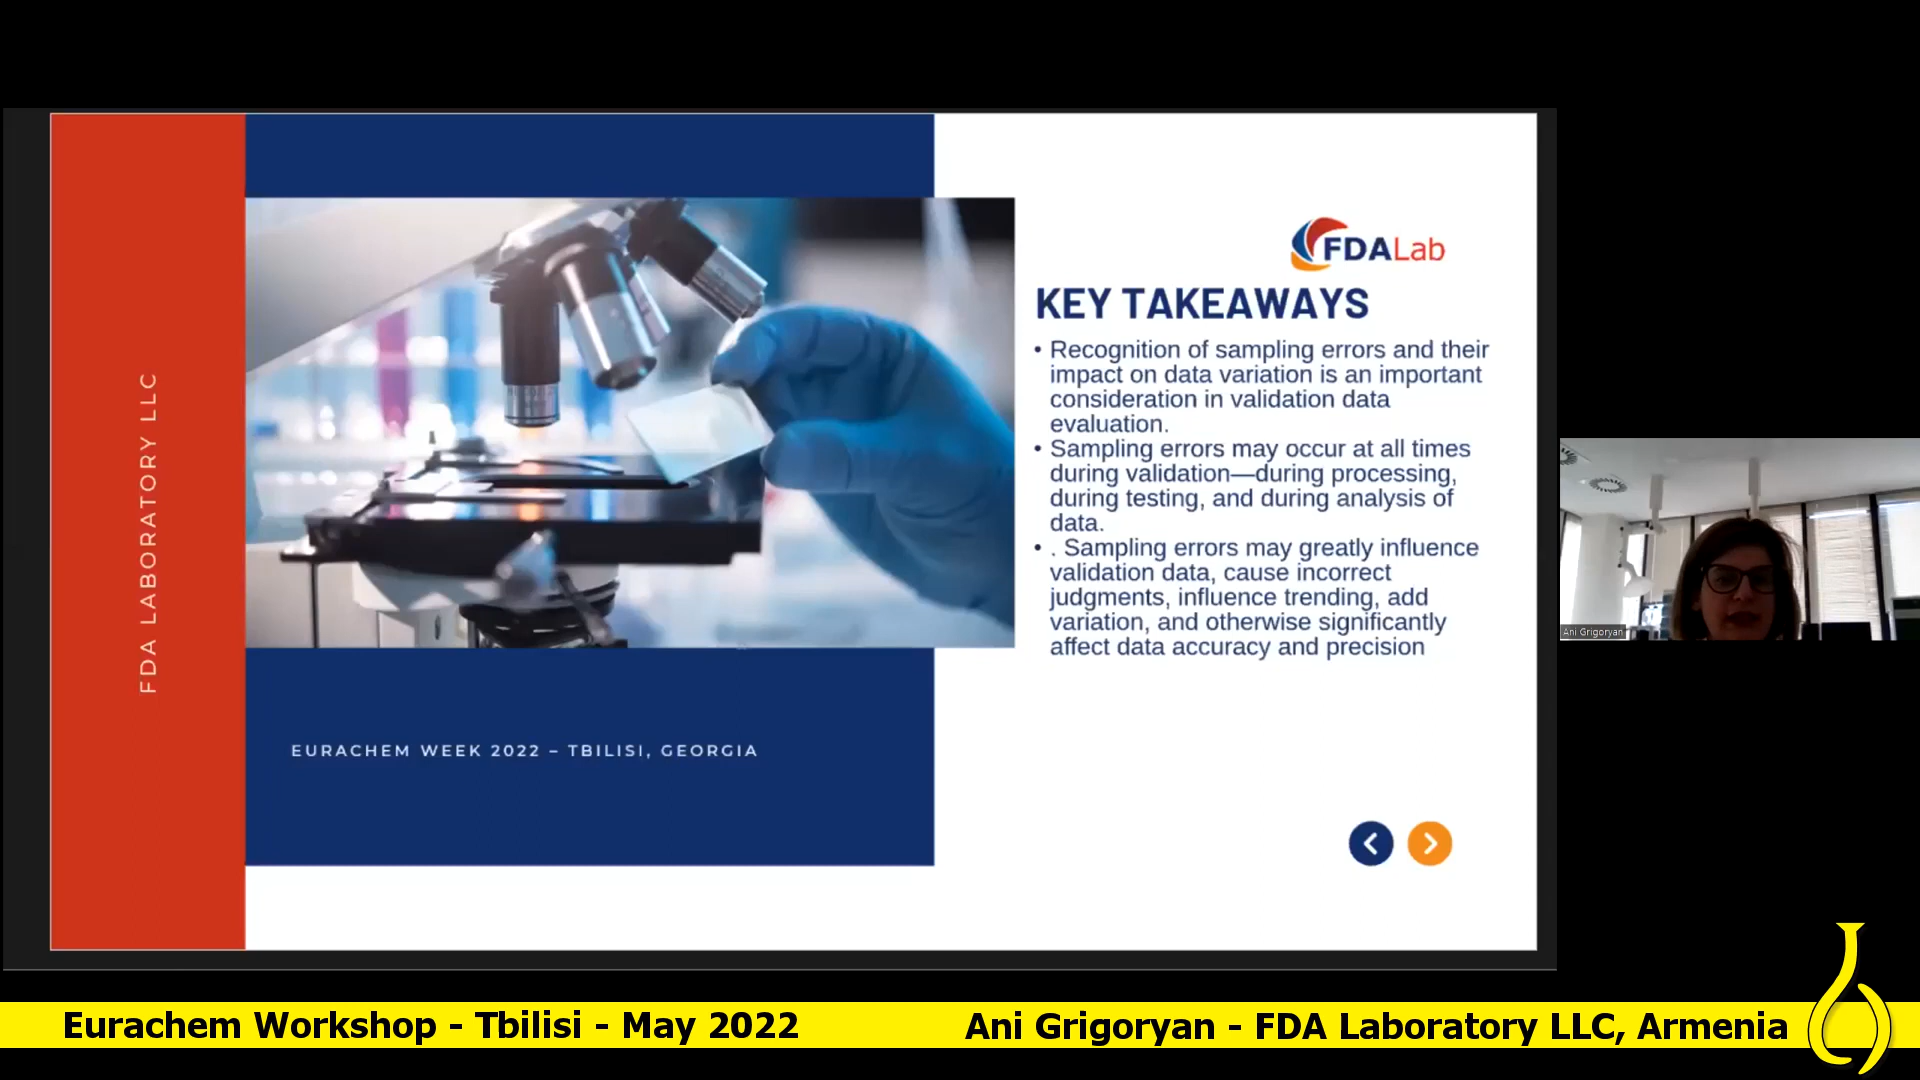 FDA LABORATORY LLC
EURACHEM WEEK 2022 – TBILISI, GEORGIA
FDALab
KEY TAKEAWAYS
• Recognition of sampling errors and their
impact on data variation is an important
consideration in validation data
evaluation.
• Sampling errors may occur at all times
during validation—during processing,
during testing, and during analysis of
data.
• . Sampling errors may greatly influence
validation data, cause incorrect
judgments, influence trending, add
variation, and otherwise significantly
affect data accuracy and precision
Ani Grigoryan
Eurachem Workshop - Tbilisi - May 2022
Ani Grigoryan - FDA Laboratory LLC, Armenia